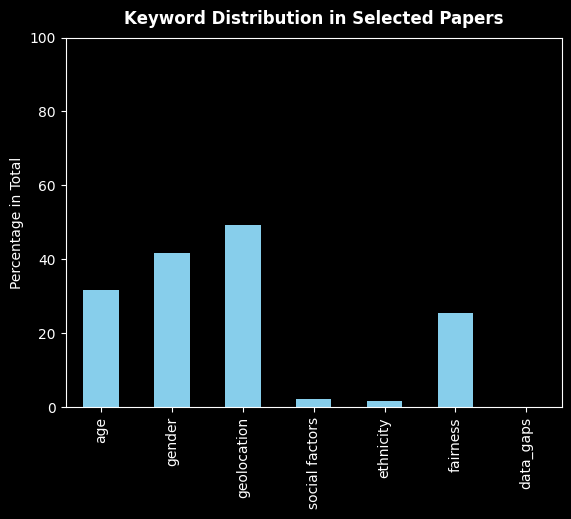 Keyword Distribution in Selected Papers
Percentage in Total
100
80
60
40
20
0
age
gender
geolocation
social factors
ethnicity
fairness
data_gaps